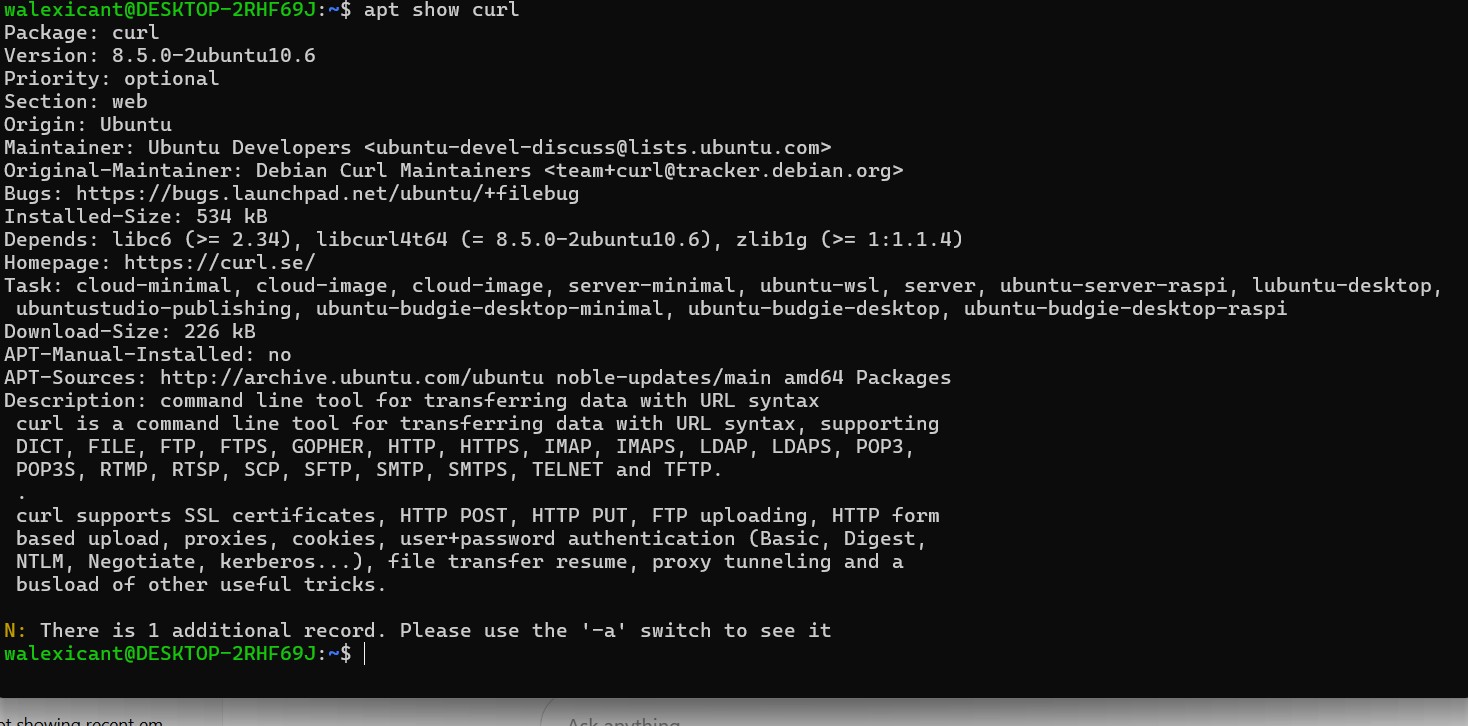 walexicant@DESKTOP-2RHF69J:~$ apt show curl
Package: curl
Version: 8.5.0-2ubuntu10.6
Priority: optional
Section: web
Origin: Ubuntu
Maintainer: Ubuntu Developers <ubuntu-devel-discuss@lists.ubuntu.com>
Original-Maintainer: Debian Curl Maintainers <team+curl@tracker.debian.org>
Bugs: https://bugs.launchpad.net/ubuntu/+filebug
Installed-Size: 534 kB
Depends: libc6 (>= 2.34), libcurl4t64 (= 8.5.0-2ubuntu10.6), zlib1g (>= 1:1.1.4)
Homepage: https://curl.se/
Task: cloud-minimal, cloud-image, cloud-image, server-minimal, ubuntu-wsl, server, ubuntu-server-raspi, lubuntu-desktop,
ubuntustudio-publishing, ubuntu-budgie-desktop-minimal, ubuntu-budgie-desktop, ubuntu-budgie-desktop-raspi
Download-Size: 226 kB
APT-Manual-Installed: no
APT-Sources: http://archive.ubuntu.com/ubuntu noble-updates/main amd64 Packages
Description: command line tool for transferring data with URL syntax
curl is a command line tool for transferring data with URL syntax, supporting
DICT, FILE, FTP, FTPS, GOPHER, HTTP, HTTPS, IMAP, IMAPS, LDAP, LDAPS, POP3,
POP3S, RTMP, RTSP, SCP, SFTP, SMTP, SMTPS, TELNET and TFTP.
.
curl supports SSL certificates, HTTP POST, HTTP PUT, FTP uploading, HTTP form
based upload, proxies, cookies, user+password authentication (Basic, Digest,
NTLM, Negotiate, kerberos...), file transfer resume, proxy tunneling and a
busload of other useful tricks.
N: There is 1 additional record. Please use the '-a' switch to see it
walexicant@DESKTOP-2RHF69J:~$
showing recent em
Ask anything